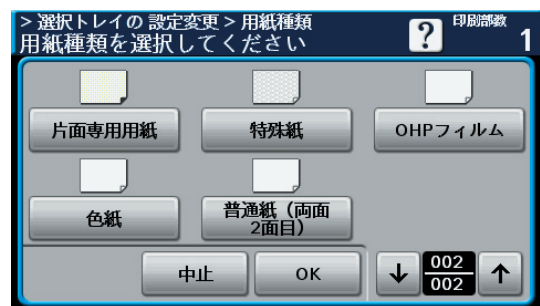 > 選択トレイの 設定変更 > 用紙種類
用紙種類を選択してください
?
印刷部数
1
片面専用用紙
特殊紙
OHPフィルム
色紙
普通紙（両面
2面目）
中止
OK
↓
002
002
↑